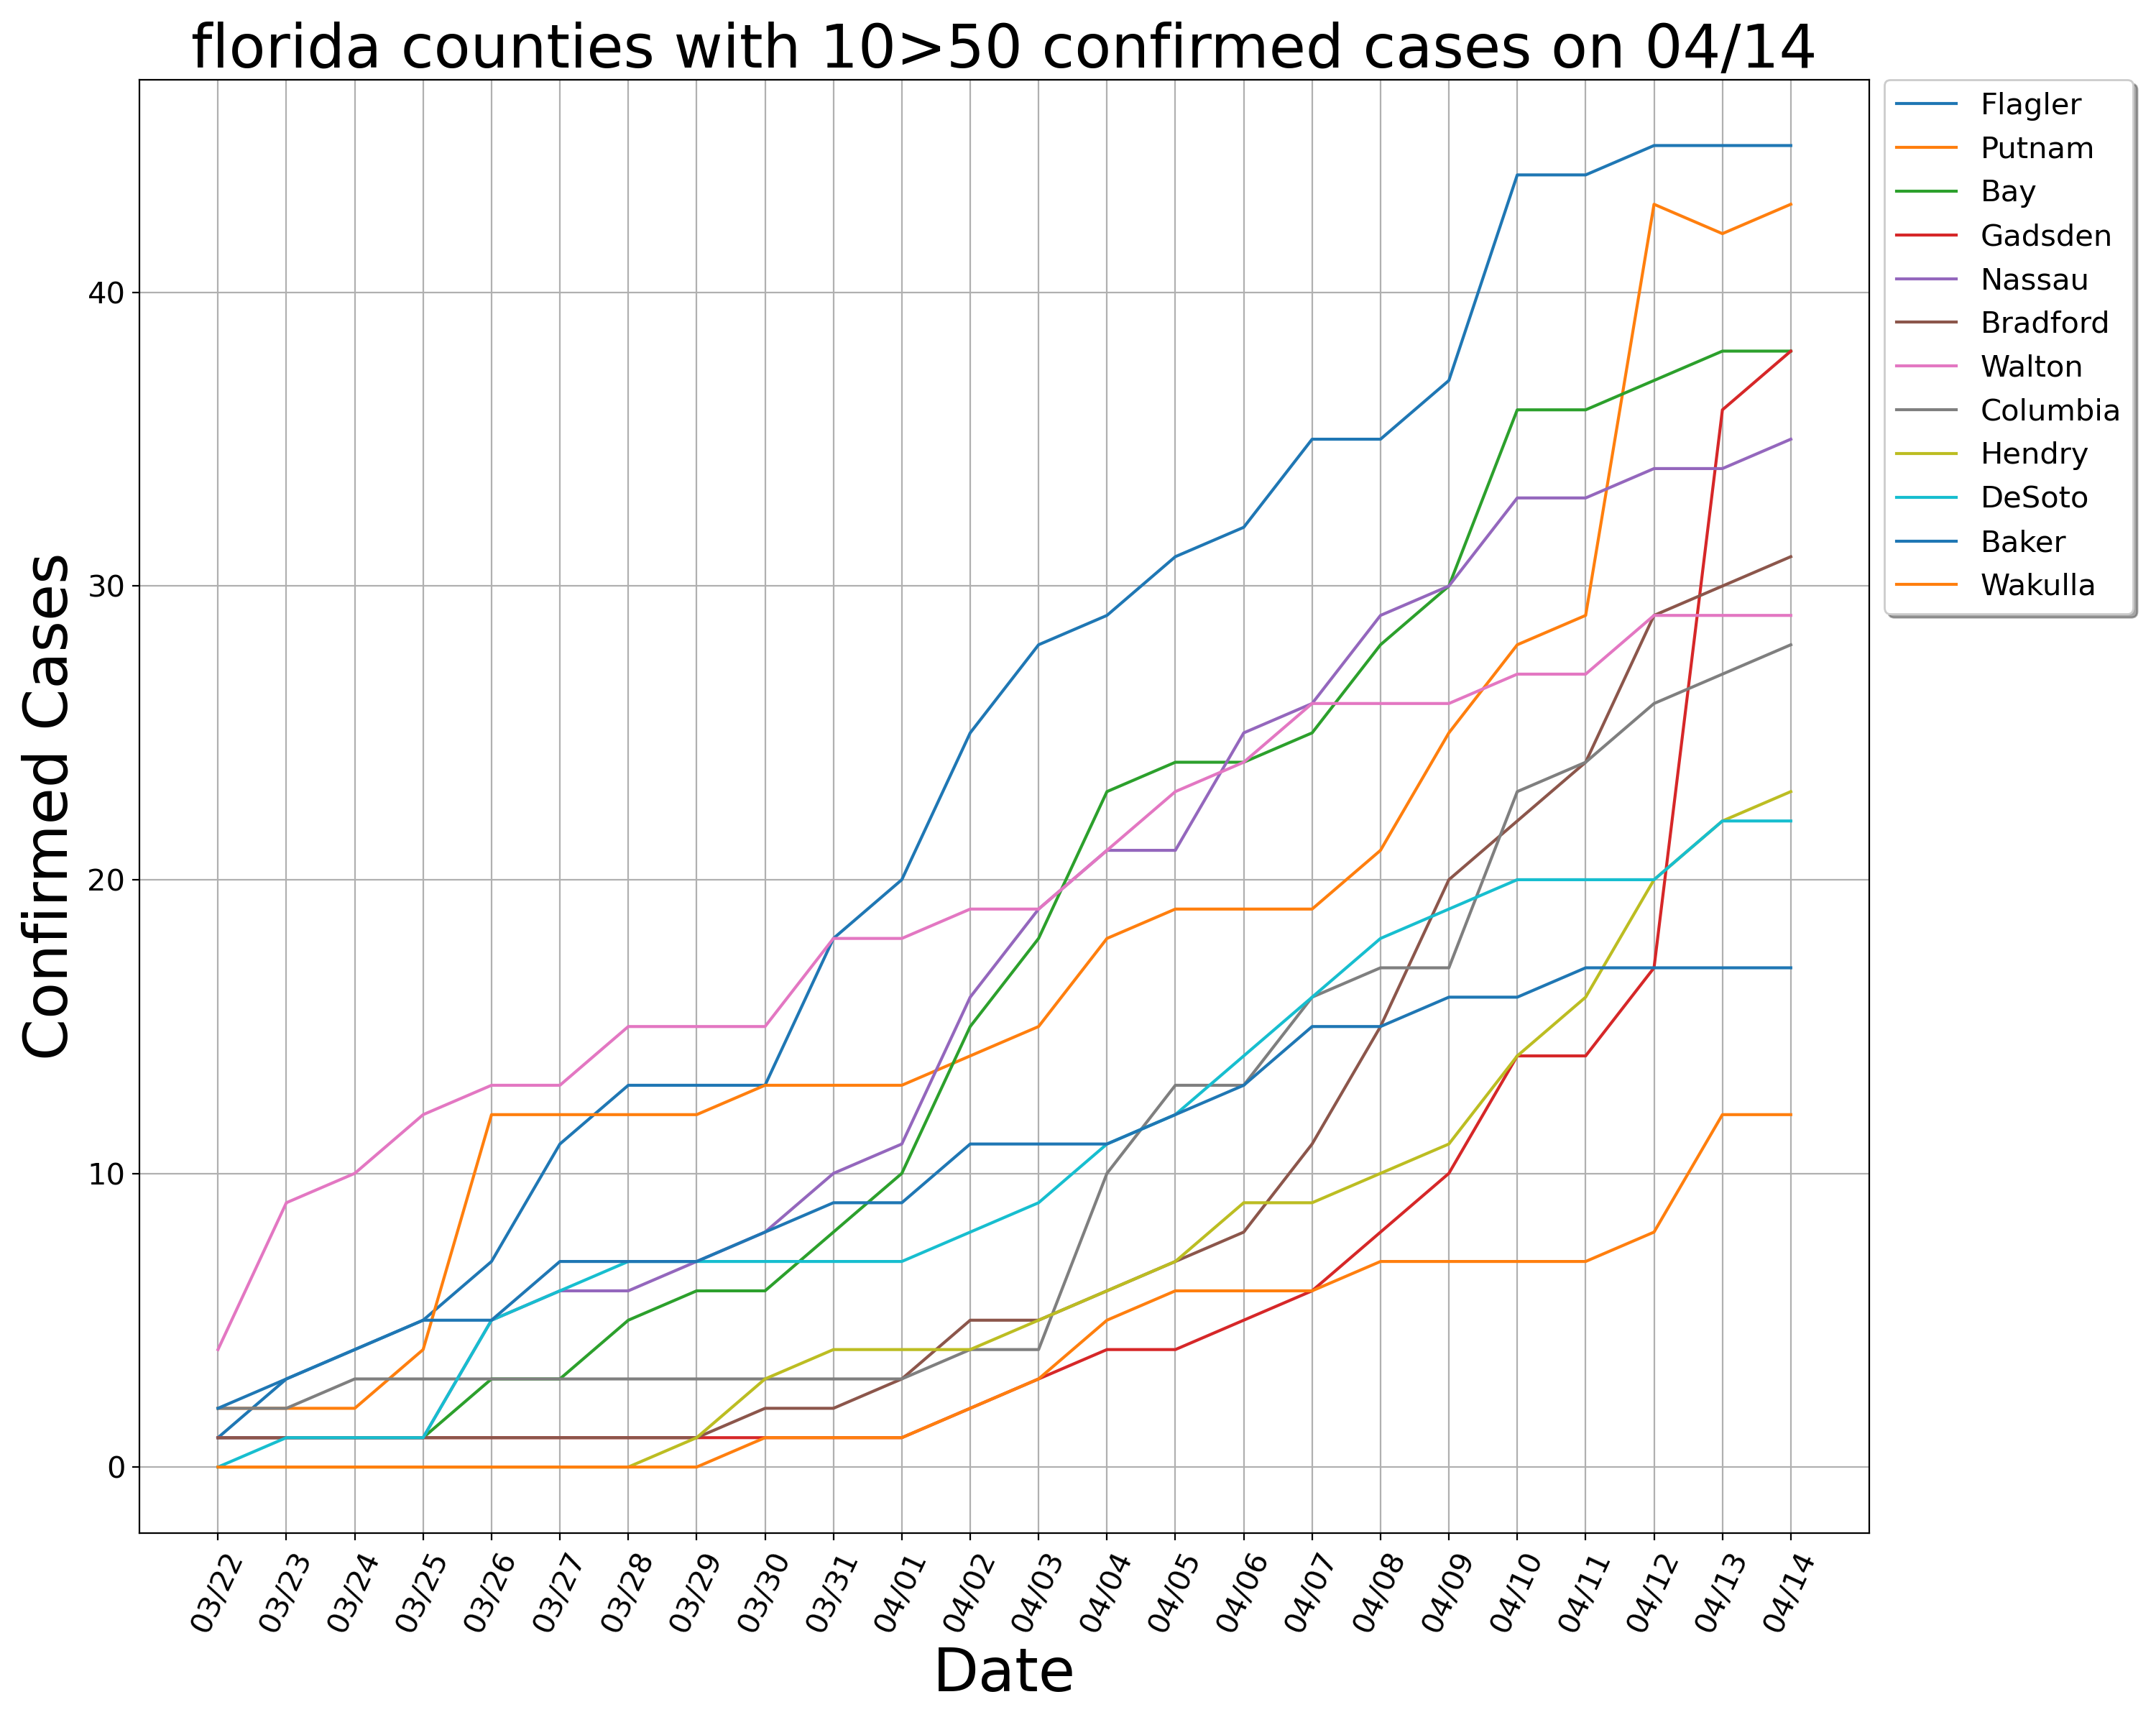 florida counties with 10>50 confirmed cases on 04/14
Flagler
Putnam
Bay
Gadsden
Nassau
Bradford
Walton
Columbia
Hendry
DeSoto
Baker
Wakulla
Confirmed Cases
40
30
20
10
0
03/22
03/23
03/24
03/25
03/26
03/27
03/28
03/29
03/30
03/31
04/01
04/02
04/03
04/04
04/05
04/06
04/07
04/08
04/09
04/10
04/11
04/12
04/13
04/14
Date